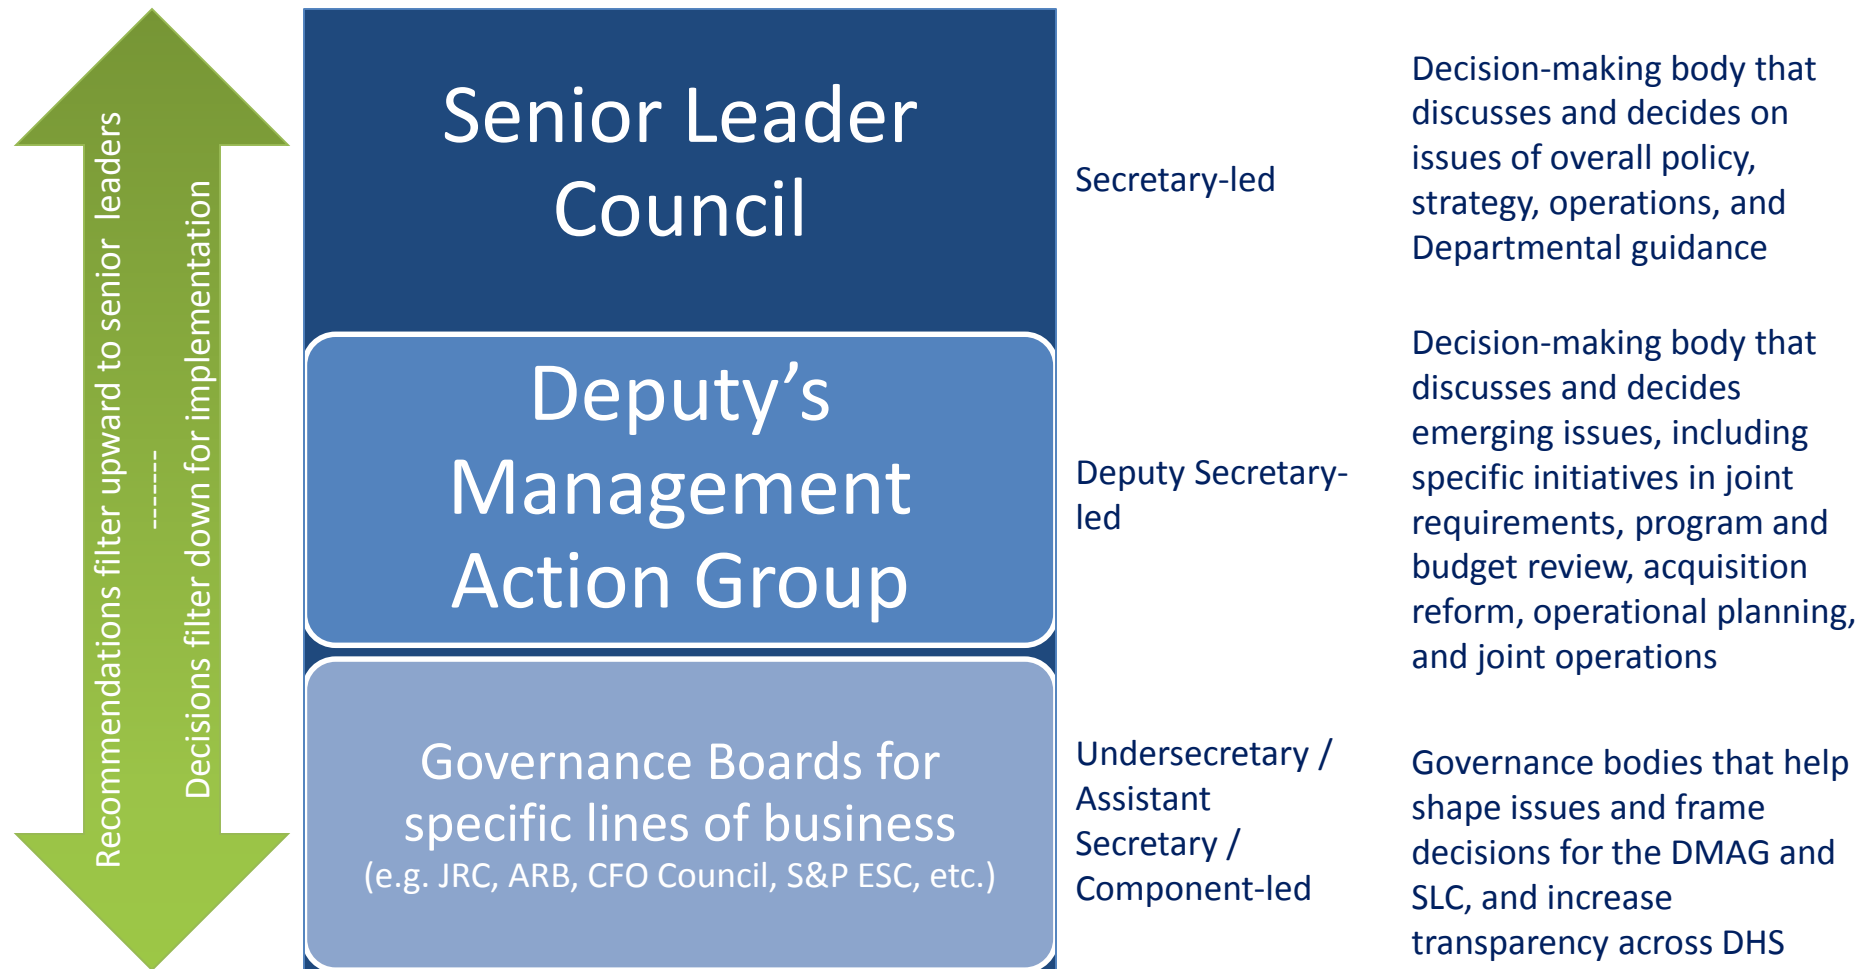 Recommendations filter upward to senior leaders
-------
Decisions filter down for implementation
Senior Leader
Council
Secretary-led
Decision-making body that
discusses and decides on
issues of overall policy,
strategy, operations, and
Departmental guidance
Deputy’s
Management
Action Group
Deputy Secretary-
led
Decision-making body that
discusses and decides
emerging issues, including
specific initiatives in joint
requirements, program and
budget review, acquisition
reform, operational planning,
and joint operations
Governance Boards for
specific lines of business
(e.g. JRC, ARB, CFO Council, S&P ESC, etc.)
Undersecretary /
Assistant
Secretary /
Component-led
Governance bodies that help
shape issues and frame
decisions for the DMAG and
SLC, and increase
transparency across DHS